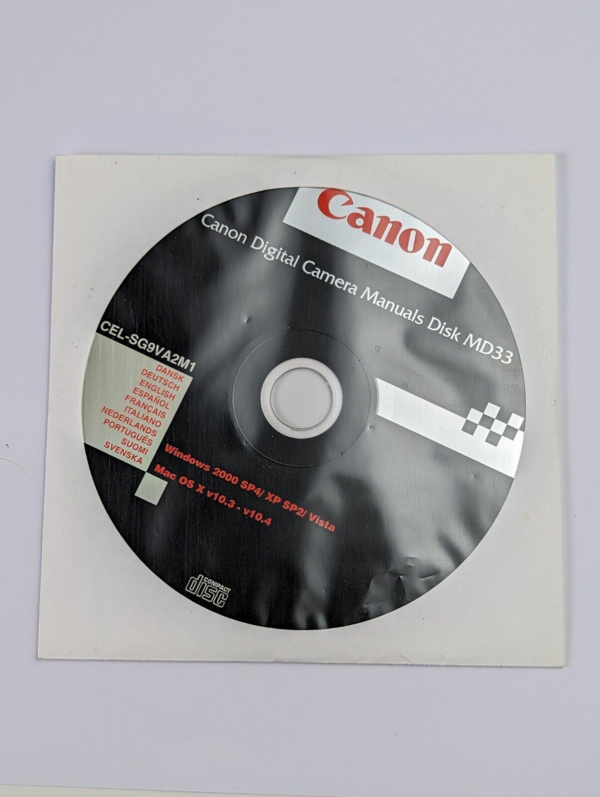 Canon
Canon Digital Camera Manuals Disk MD33
CEL-SG9VA2M1
DANSK
DEUTSCH
ENGLISH
ESPAÑOL
FRANÇAIS
ITALIANO
NEDERLANDS
PORTUGUÊS
SUOMI
SVENSKA
Windows 2000 SP4/ XP SP2/ Vista
Mac OS X v10.3 - v10.4
COMPACT
disc